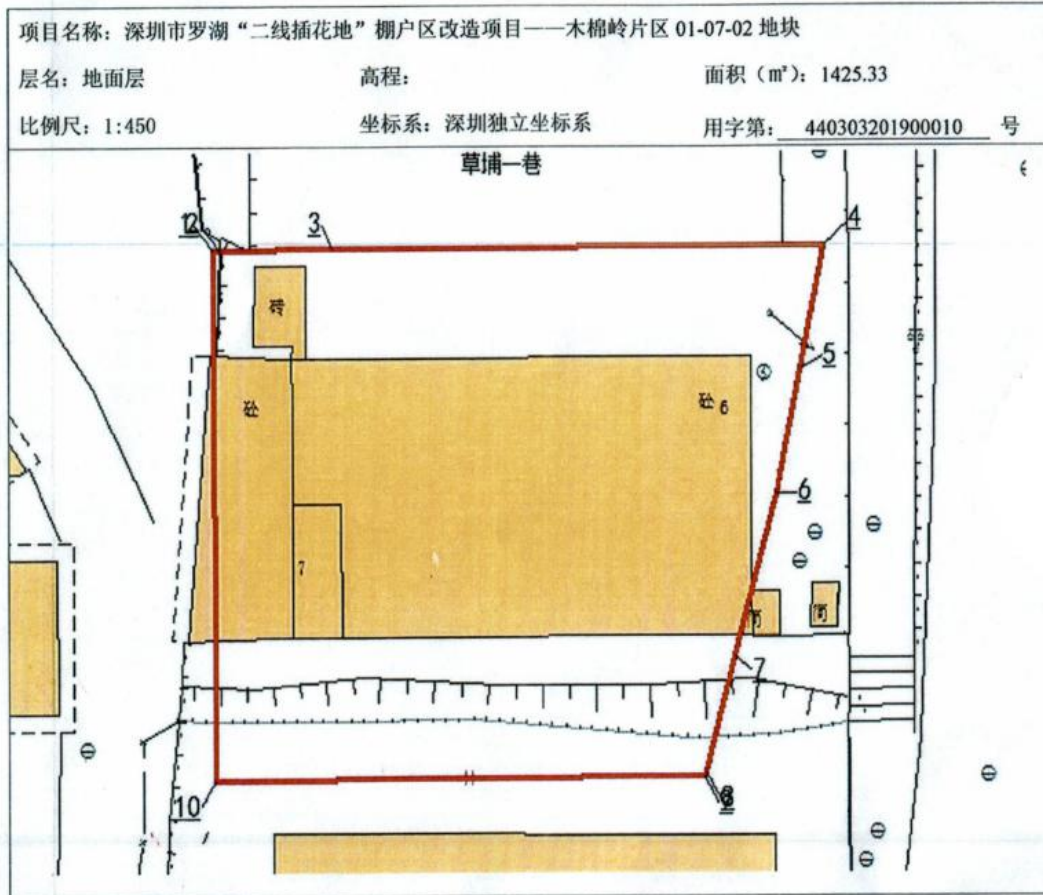 项目名称：深圳市罗湖“二线插花地”棚户区改造项目——木棉岭片区 01-07-02 地块
层名：地面层 高程： 面积（m²）：1425.33
比例尺：1:450 坐标系：深圳独立坐标系 用字第： 440303201900010 号
草埔一巷
12 3 4
砖
5
砼 砼 6
6
7
简 简
7
10 8